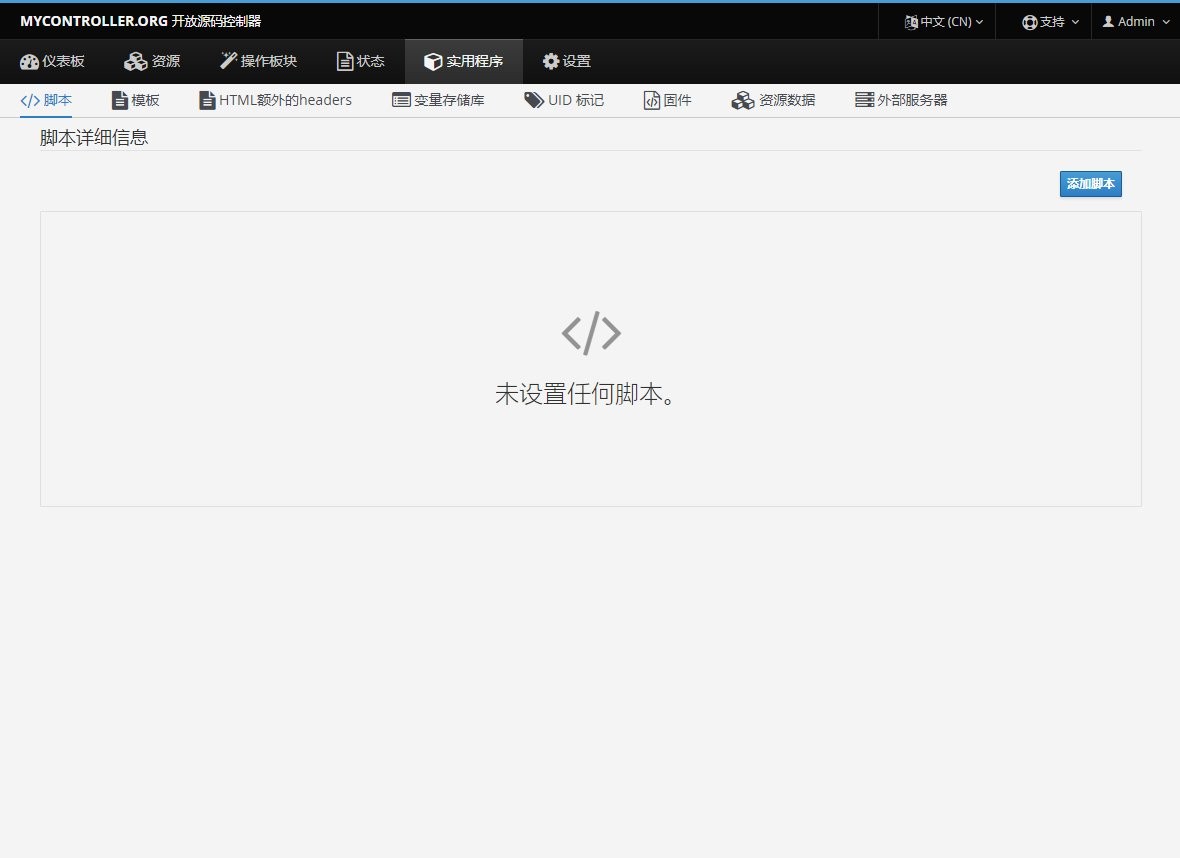 MYCONTROLLER.ORG 开放源码控制器 中文 (CN) 支持 Admin
仪表板 资源 操作板块 状态 实用程序 设置
脚本 模板 HTML额外的headers 变量存储库 UID 标记 固件 资源数据 外部服务器
脚本详细信息
添加脚本
未设置任何脚本。